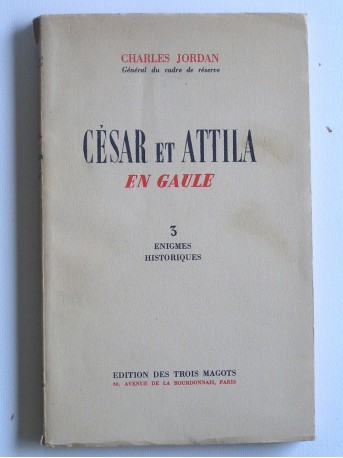 CHARLES JORDAN
Général du cadre de réserve
CÉSAR ET ATTILA
EN GAULE
3
ENIGMES
HISTORIQUES
EDITION DES TROIS MAGOTS
AVENUE DE LA BOURDONNAIS, PARIS